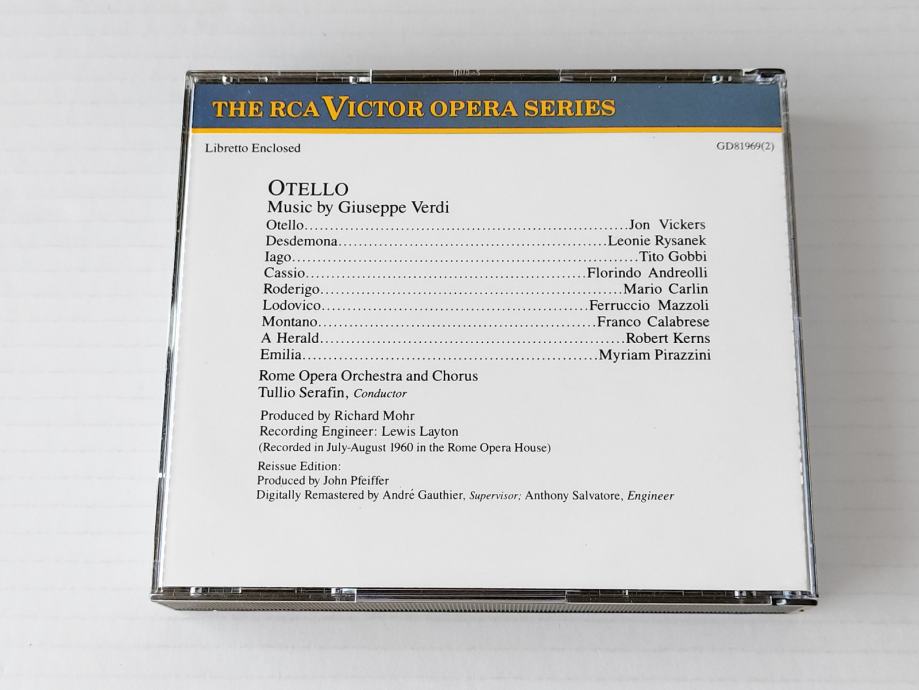 THE RCA VICTOR OPERA SERIES
Libretto Enclosed GD81969(2)
OTELLO
Music by Giuseppe Verdi
Otello..........Jon Vickers
Desdemona..........Leonie Rysanek
Iago..........Tito Gobbi
Cassio..........Florindo Andreolli
Roderigo..........Mario Carlin
Lodovico..........Ferruccio Mazzoli
Montano..........Franco Calabrese
A Herald..........Robert Kerns
Emilia..........Myriam Pirazzini
Rome Opera Orchestra and Chorus
Tullio Serafin, Conductor
Produced by Richard Mohr
Recording Engineer: Lewis Layton
(Recorded in July-August 1960 in the Rome Opera House)
Reissue Edition:
Produced by John Pfeiffer
Digitally Remastered by André Gauthier, Supervisor; Anthony Salvatore, Engineer